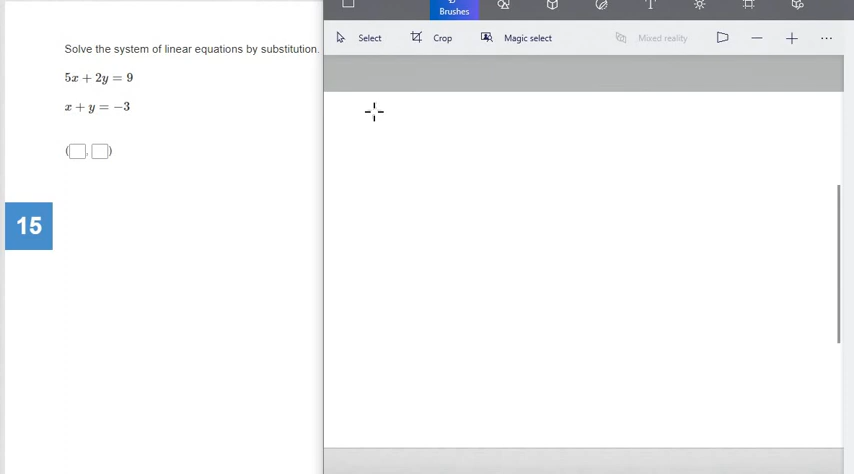 Brushes
Select
Crop
Magic select
Mixed reality
Solve the system of linear equations by substitution.
5x + 2y = 9
x + y = −3
( , )
15